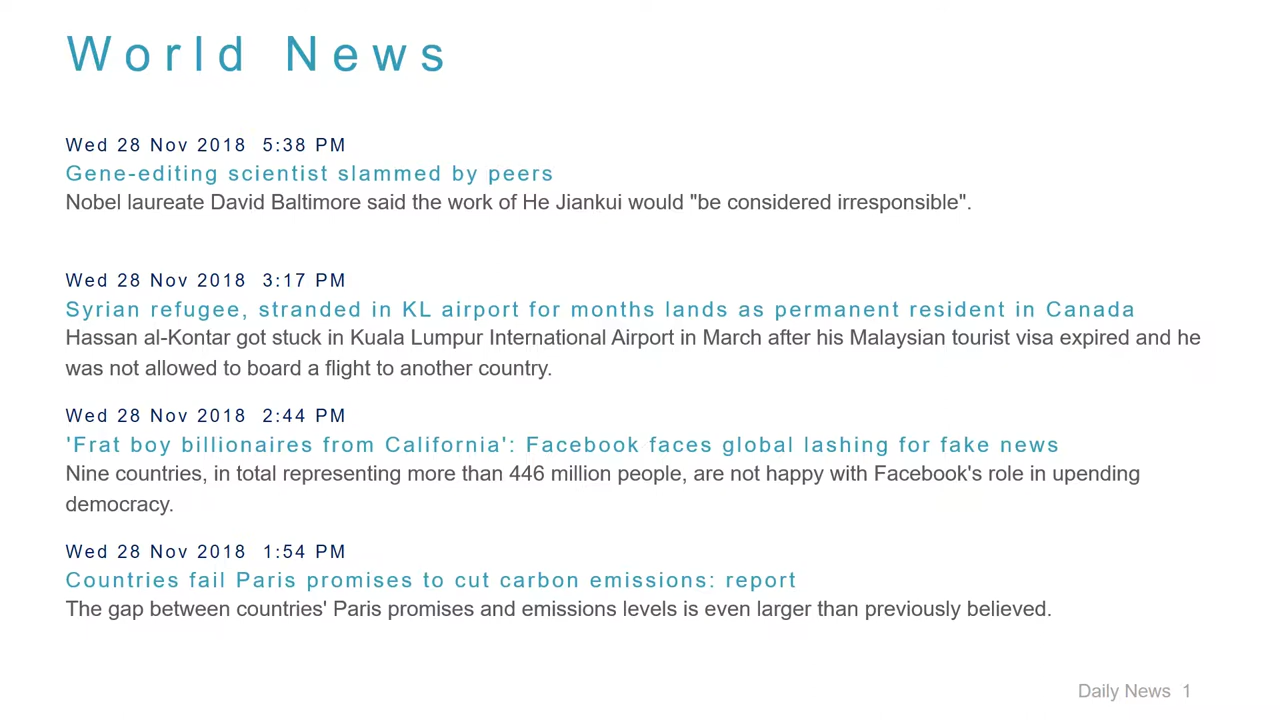 World News
Wed 28 Nov 2018  5:38 PM
Gene-editing scientist slammed by peers
Nobel laureate David Baltimore said the work of He Jiankui would "be considered irresponsible".
Wed 28 Nov 2018  3:17 PM
Syrian refugee, stranded in KL airport for months lands as permanent resident in Canada
Hassan al-Kontar got stuck in Kuala Lumpur International Airport in March after his Malaysian tourist visa expired and he
was not allowed to board a flight to another country.
Wed 28 Nov 2018  2:44 PM
'Frat boy billionaires from California': Facebook faces global lashing for fake news
Nine countries, in total representing more than 446 million people, are not happy with Facebook's role in upending
democracy.
Wed 28 Nov 2018  1:54 PM
Countries fail Paris promises to cut carbon emissions: report
The gap between countries' Paris promises and emissions levels is even larger than previously believed.
Daily News  1